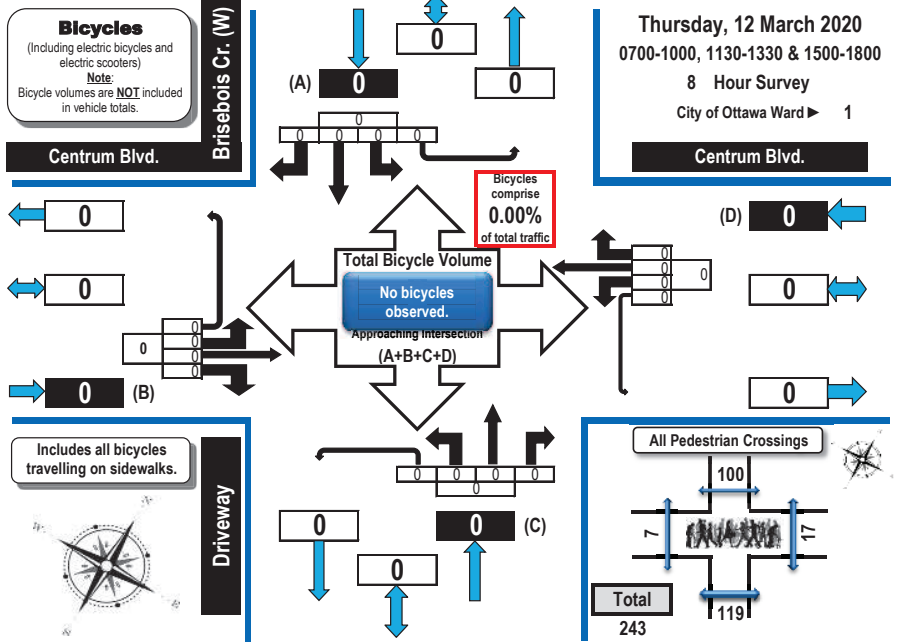 Bicycles
(Including electric bicycles and
electric scooters)
Note:
Bicycle volumes are NOT included
in vehicle totals.
Brisebois Cr. (W)
Centrum Blvd.
0
0
(A)
0
0
0
0
0
0
0
Thursday, 12 March 2020
0700-1000, 1130-1330 & 1500-1800
8 Hour Survey
City of Ottawa Ward ► 1
Centrum Blvd.
Bicycles
comprise
0.00%
of total traffic
0
0
0
0
0
0
0
0
(B)
Total Bicycle Volume
No bicycles
observed.
Approaching Intersection
(A+B+C+D)
(D)
0
0
0
0
0
0
0
0
Includes all bicycles
travelling on sidewalks.
Driveway
0
0
0
0
0
0
0
(C)
0
All Pedestrian Crossings
100
7
17
119
Total
243